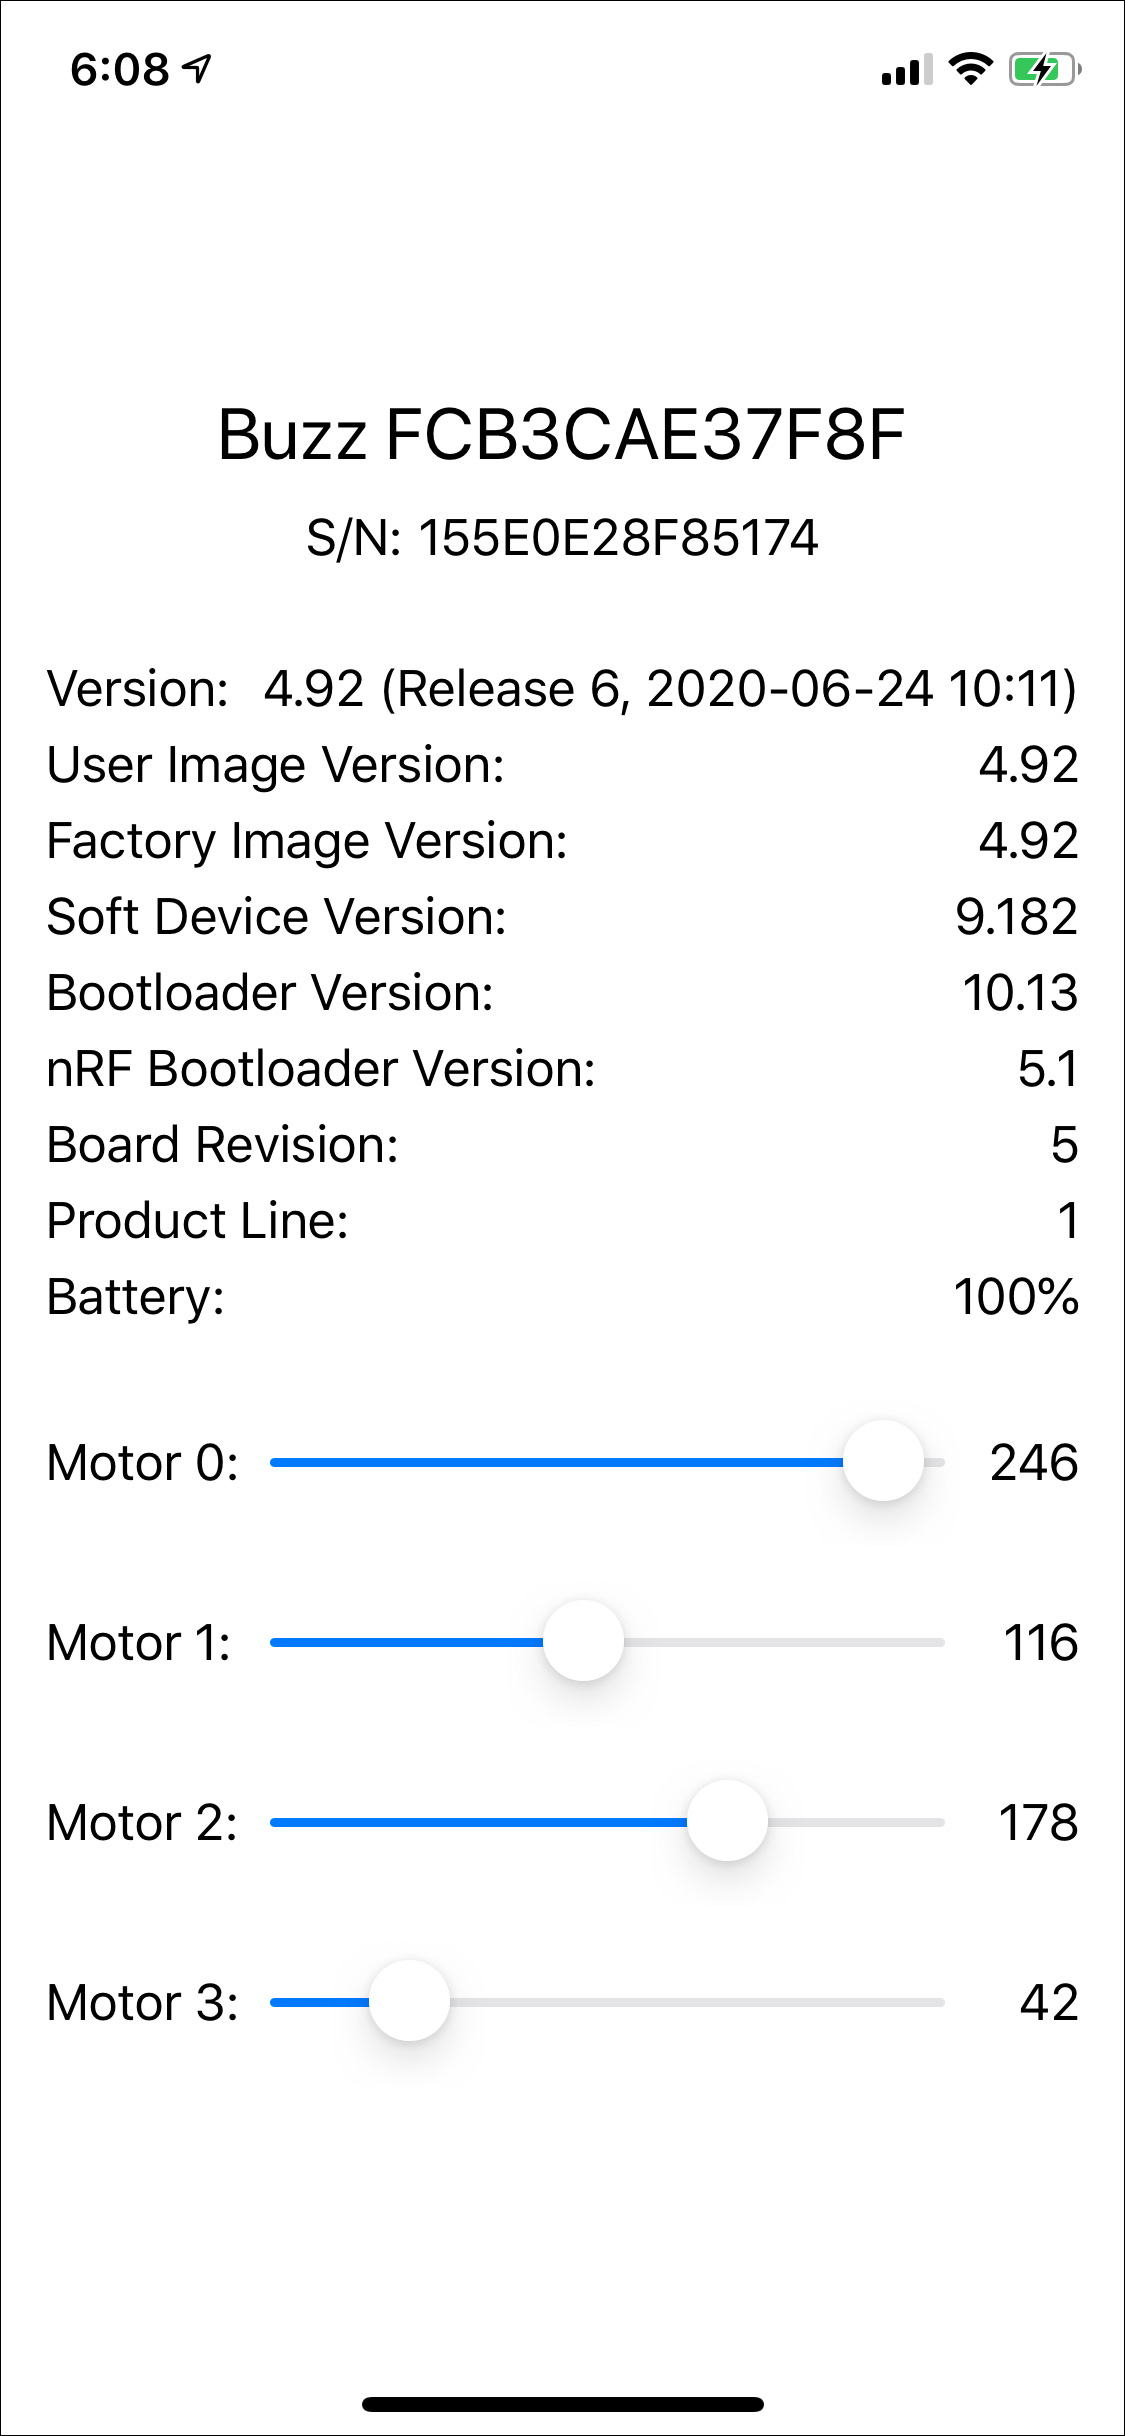 6:08
Buzz FCB3CAE37F8F
S/N: 155E0E28F85174
Version: 4.92 (Release 6, 2020-06-24 10:11)
User Image Version: 4.92
Factory Image Version: 4.92
Soft Device Version: 9.182
Bootloader Version: 10.13
nRF Bootloader Version: 5.1
Board Revision: 5
Product Line: 1
Battery: 100%
Motor 0: 246
Motor 1: 116
Motor 2: 178
Motor 3: 42